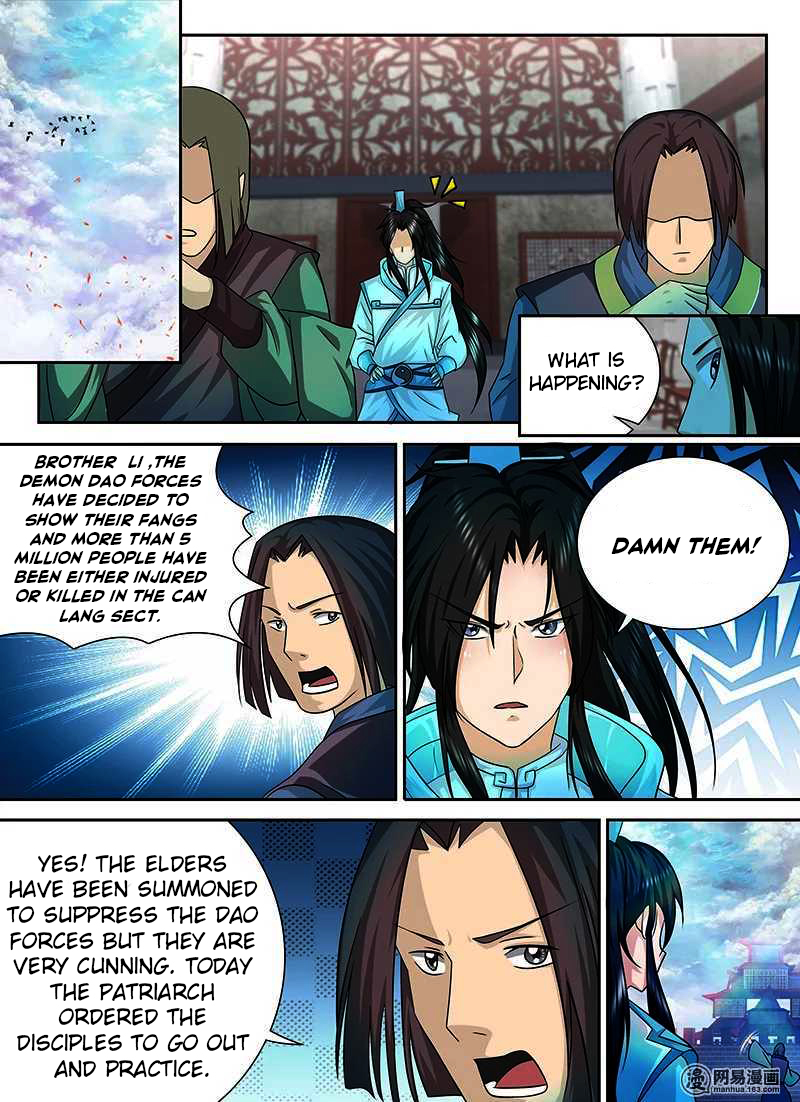 WHAT IS
HAPPENING?
BROTHER LI ,THE
DEMON DAO FORCES
HAVE DECIDED TO
SHOW THEIR FANGS
AND MORE THAN 5
MILLION PEOPLE HAVE
BEEN EITHER INJURED
OR KILLED IN THE CAN
LANG SECT.
DAMN THEM!
YES! THE ELDERS
HAVE BEEN SUMMONED
TO SUPPRESS THE DAO
FORCES BUT THEY ARE
VERY CUNNING. TODAY
THE PATRIARCH
ORDERED THE
DISCIPLES TO GO OUT
AND PRACTICE.
漫 网易漫画
manhua.163.com